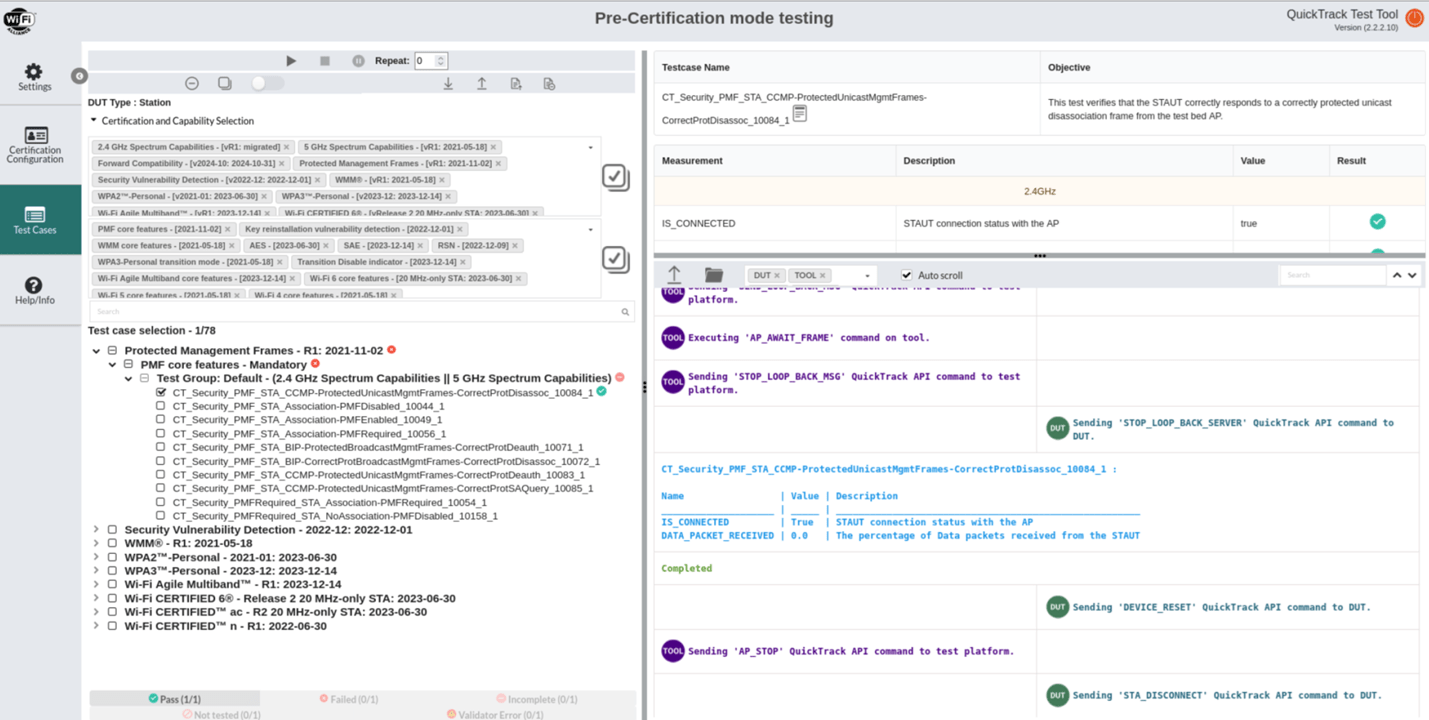 Wi Fi
ALLIANCE
Pre-Certification mode testing
QuickTrack Test Tool
Version (2.2.2.10)
Settings
Certification
Configuration
Test Cases
Help/Info
Repeat: 0
DUT Type : Station
Certification and Capability Selection
2.4 GHz Spectrum Capabilities - [vR1: migrated] × 5 GHz Spectrum Capabilities - [vR1: 2021-05-18] ×
Forward Compatibility - [v2024-10: 2024-10-31] × Protected Management Frames - [vR1: 2021-11-02] ×
Security Vulnerability Detection - [v2022-12: 2022-12-01] × WMM® - [vR1: 2021-05-18] ×
WPA2™-Personal - [v2021-01: 2023-06-30] × WPA3™-Personal - [v2023-12: 2023-12-14] ×
Wi-Fi Agile Multiband™ - [vR1: 2023-12-14] × Wi-Fi CERTIFIED 6® - [vRelease 2 20 MHz-only STA: 2023-06-30] ×
PMF core features - [2021-11-02] × Key reinstallation vulnerability detection - [2022-12-01] ×
WMM core features - [2021-05-18] × AES - [2023-06-30] × SAE - [2023-12-14] × RSN - [2022-12-09] ×
WPA3-Personal transition mode - [2021-05-18] × Transition Disable indicator - [2023-12-14] ×
Wi-Fi Agile Multiband core features - [2023-12-14] × Wi-Fi 6 core features - [20 MHz-only STA: 2023-06-30] ×
Wi-Fi 5 core features - [2021-05-18] × Wi-Fi 4 core features - [2021-05-18] ×
Search
Test case selection - 1/78
Protected Management Frames - R1: 2021-11-02
PMF core features - Mandatory
Test Group: Default - (2.4 GHz Spectrum Capabilities || 5 GHz Spectrum Capabilities)
CT_Security_PMF_STA_CCMP-ProtectedUnicastMgmtFrames-CorrectProtDisassoc_10084_1
CT_Security_PMF_STA_Association-PMFDisabled_10044_1
CT_Security_PMF_STA_Association-PMFEnabled_10049_1
CT_Security_PMF_STA_Association-PMFRequired_10056_1
CT_Security_PMF_STA_BIP-ProtectedBroadcastMgmtFrames-CorrectProtDeauth_10071_1
CT_Security_PMF_STA_BIP-CorrectProtBroadcastMgmtFrames-CorrectProtDisassoc_10072_1
CT_Security_PMF_STA_CCMP-ProtectedUnicastMgmtFrames-CorrectProtDeauth_10083_1
CT_Security_PMF_STA_CCMP-ProtectedUnicastMgmtFrames-CorrectProtSAQuery_10085_1
CT_Security_PMFRequired_STA_Association-PMFRequired_10054_1
CT_Security_PMFRequired_STA_NoAssociation-PMFDisabled_10158_1
Security Vulnerability Detection - 2022-12: 2022-12-01
WMM® - R1: 2021-05-18
WPA2™-Personal - 2021-01: 2023-06-30
WPA3™-Personal - 2023-12: 2023-12-14
Wi-Fi Agile Multiband™ - R1: 2023-12-14
Wi-Fi CERTIFIED 6® - Release 2 20 MHz-only STA: 2023-06-30
Wi-Fi CERTIFIED™ ac - R2 20 MHz-only STA: 2023-06-30
Wi-Fi CERTIFIED™ n - R1: 2022-06-30
Pass (1/1) Failed (0/1) Incomplete (0/1)
Not tested (0/1) Validator Error (0/1)
Testcase Name Objective
CT_Security_PMF_STA_CCMP-ProtectedUnicastMgmtFrames-
CorrectProtDisassoc_10084_1
This test verifies that the STAUT correctly responds to a correctly protected unicast
disassociation frame from the test bed AP.
Measurement Description Value Result
2.4GHz
IS_CONNECTED STAUT connection status with the AP true
DUT × TOOL × Auto scroll Search
TOOL Sending 'SEND_LOOP_BACK_MSG' QuickTrack API command to test
platform.
TOOL Executing 'AP_AWAIT_FRAME' command on tool.
TOOL Sending 'STOP_LOOP_BACK_MSG' QuickTrack API command to test
platform.
DUT Sending 'STOP_LOOP_BACK_SERVER' QuickTrack API command to
DUT.
CT_Security_PMF_STA_CCMP-ProtectedUnicastMgmtFrames-CorrectProtDisassoc_10084_1 :
Name | Value | Description
IS_CONNECTED | True | STAUT connection status with the AP
DATA_PACKET_RECEIVED | 0.0 | The percentage of Data packets received from the STAUT
Completed
DUT Sending 'DEVICE_RESET' QuickTrack API command to DUT.
TOOL Sending 'AP_STOP' QuickTrack API command to test platform.
DUT Sending 'STA_DISCONNECT' QuickTrack API command to DUT.